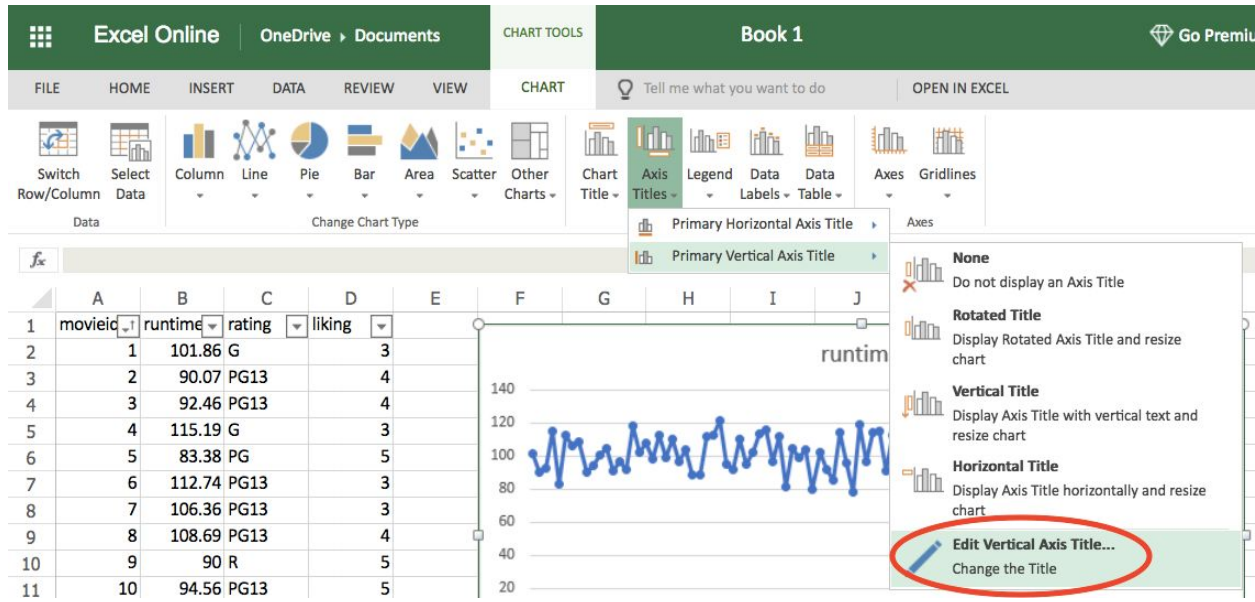 Excel Online OneDrive ▸ Documents CHART TOOLS Book 1 Go Premiu
FILE HOME INSERT DATA REVIEW VIEW CHART Tell me what you want to do OPEN IN EXCEL
Switch Select Column Line Pie Bar Area Scatter Other Chart Axis Legend Data Data Axes Gridlines
Row/Column Data Charts Title Titles Labels Table
Data Change Chart Type Axes
Primary Horizontal Axis Title
Primary Vertical Axis Title
None
Do not display an Axis Title
Rotated Title
Display Rotated Axis Title and resize
chart
Vertical Title
Display Axis Title with vertical text and
resize chart
Horizontal Title
Display Axis Title horizontally and resize
chart
Edit Vertical Axis Title...
Change the Title
fx
A B C D E F G H I J
1 movieid runtime rating liking
2 1 101.86 G 3
3 2 90.07 PG13 4
4 3 92.46 PG13 4
5 4 115.19 G 3
6 5 83.38 PG 5
7 6 112.74 PG13 3
8 7 106.36 PG13 3
9 8 108.69 PG13 4
10 9 90 R 5
11 10 94.56 PG13 5
runtim
140
120
100
80
60
40
20